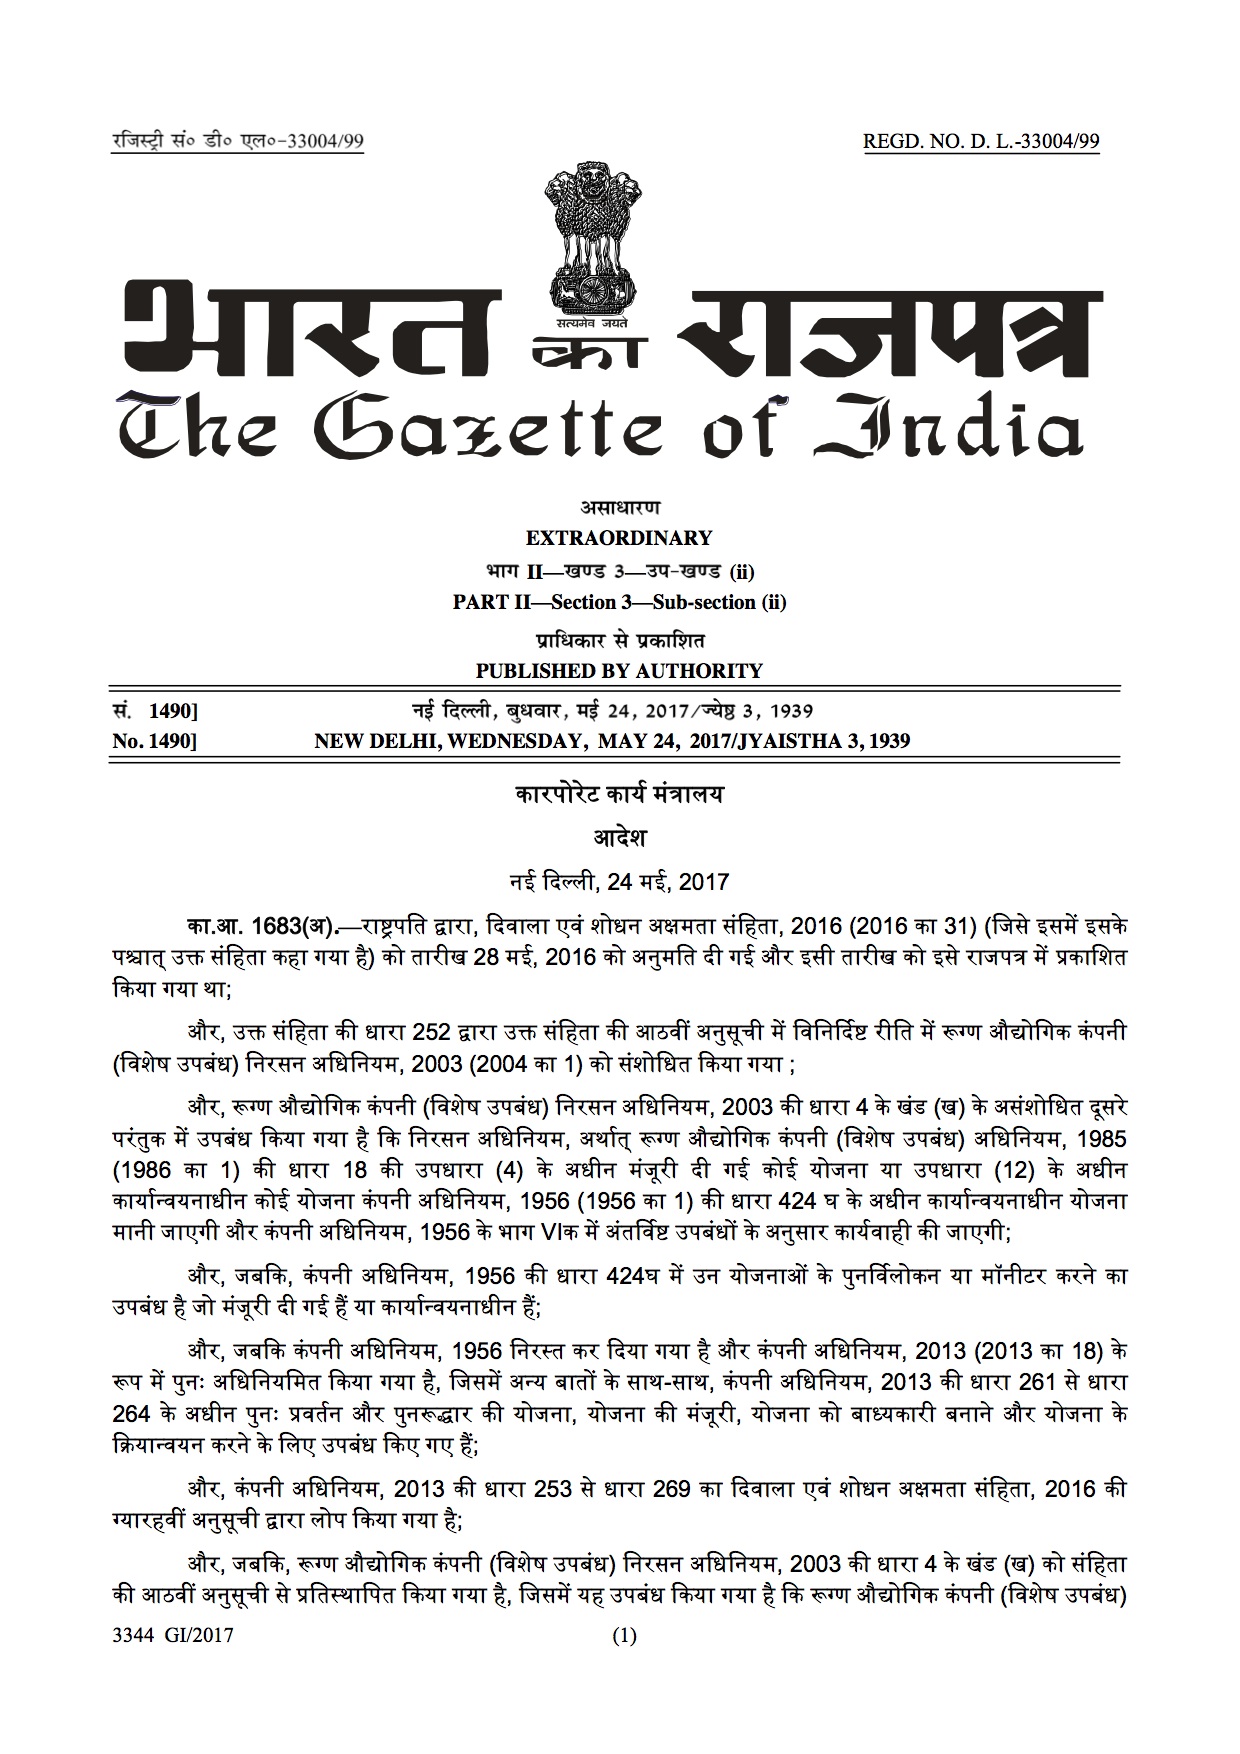 रजिस्ट्री सं० डी० एल०-33004/99
REGD. NO. D. L.-33004/99
सत्यमेव जयते
भारत का राजपत्र
The Gazette of India
असाधारण
EXTRAORDINARY
भाग II—खण्ड 3—उप-खण्ड (ii)
PART II—Section 3—Sub-section (ii)
प्राधिकार से प्रकाशित
PUBLISHED BY AUTHORITY
सं. 1490] नई दिल्ली, बुधवार, मई 24, 2017/ज्येष्ठ 3, 1939
No. 1490] NEW DELHI, WEDNESDAY, MAY 24, 2017/JYAISTHA 3, 1939
कारपोरेट कार्य मंत्रालय
आदेश
नई दिल्ली, 24 मई, 2017
का.आ. 1683(अ).—राष्ट्रपति द्वारा, दिवाला एवं शोधन अक्षमता संहिता, 2016 (2016 का 31) (जिसे इसमें इसके
पश्चात् उक्त संहिता कहा गया है) को तारीख 28 मई, 2016 को अनुमति दी गई और इसी तारीख को इसे राजपत्र में प्रकाशित
किया गया था;
और, उक्त संहिता की धारा 252 द्वारा उक्त संहिता की आठवीं अनुसूची में विनिर्दिष्ट रीति में रूग्ण औद्योगिक कंपनी
(विशेष उपबंध) निरसन अधिनियम, 2003 (2004 का 1) को संशोधित किया गया ;
और, रूग्ण औद्योगिक कंपनी (विशेष उपबंध) निरसन अधिनियम, 2003 की धारा 4 के खंड (ख) के असंशोधित दूसरे
परंतुक में उपबंध किया गया है कि निरसन अधिनियम, अर्थात् रूग्ण औद्योगिक कंपनी (विशेष उपबंध) अधिनियम, 1985
(1986 का 1) की धारा 18 की उपधारा (4) के अधीन मंजूरी दी गई कोई योजना या उपधारा (12) के अधीन
कार्यान्वयनाधीन कोई योजना कंपनी अधिनियम, 1956 (1956 का 1) की धारा 424 घ के अधीन कार्यान्वयनाधीन योजना
मानी जाएगी और कंपनी अधिनियम, 1956 के भाग VIक में अंतर्विष्ट उपबंधों के अनुसार कार्यवाही की जाएगी;
और, जबकि, कंपनी अधिनियम, 1956 की धारा 424घ में उन योजनाओं के पुनर्विलोकन या मॉनीटर करने का
उपबंध है जो मंजूरी दी गई हैं या कार्यान्वयनाधीन हैं;
और, जबकि कंपनी अधिनियम, 1956 निरस्त कर दिया गया है और कंपनी अधिनियम, 2013 (2013 का 18) के
रूप में पुनः अधिनियमित किया गया है, जिसमें अन्य बातों के साथ-साथ, कंपनी अधिनियम, 2013 की धारा 261 से धारा
264 के अधीन पुनः प्रवर्तन और पुनरूद्धार की योजना, योजना की मंजूरी, योजना को बाध्यकारी बनाने और योजना के
क्रियान्वयन करने के लिए उपबंध किए गए हैं;
और, कंपनी अधिनियम, 2013 की धारा 253 से धारा 269 का दिवाला एवं शोधन अक्षमता संहिता, 2016 की
ग्यारहवीं अनुसूची द्वारा लोप किया गया है;
और, जबकि, रूग्ण औद्योगिक कंपनी (विशेष उपबंध) निरसन अधिनियम, 2003 की धारा 4 के खंड (ख) को संहिता
की आठवीं अनुसूची से प्रतिस्थापित किया गया है, जिसमें यह उपबंध किया गया है कि रूग्ण औद्योगिक कंपनी (विशेष उपबंध)
3344 GI/2017 (1)